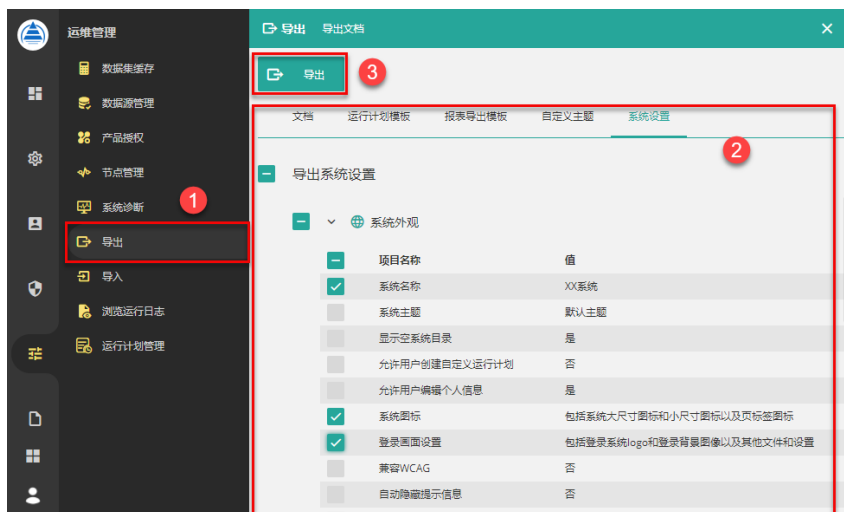 运维管理
导出 导出文档
数据集缓存
导出
3
数据源管理
文档 运行计划模板 报表导出模板 自定义主题 系统设置
产品授权
2
节点管理
导出系统设置
系统诊断
1
系统外观
导出
项目名称 值
导入
系统名称 XX系统
浏览运行日志
系统主题 默认主题
显示空系统目录 是
运行计划管理
允许用户创建自定义运行计划 否
允许用户编辑个人信息 是
系统图标 包括系统大尺寸图标和小尺寸图标以及页标签图标
登录画面设置 包括登录系统logo和登录背景图像以及其他文件和设置
兼容WCAG 否
自动隐藏提示信息 否